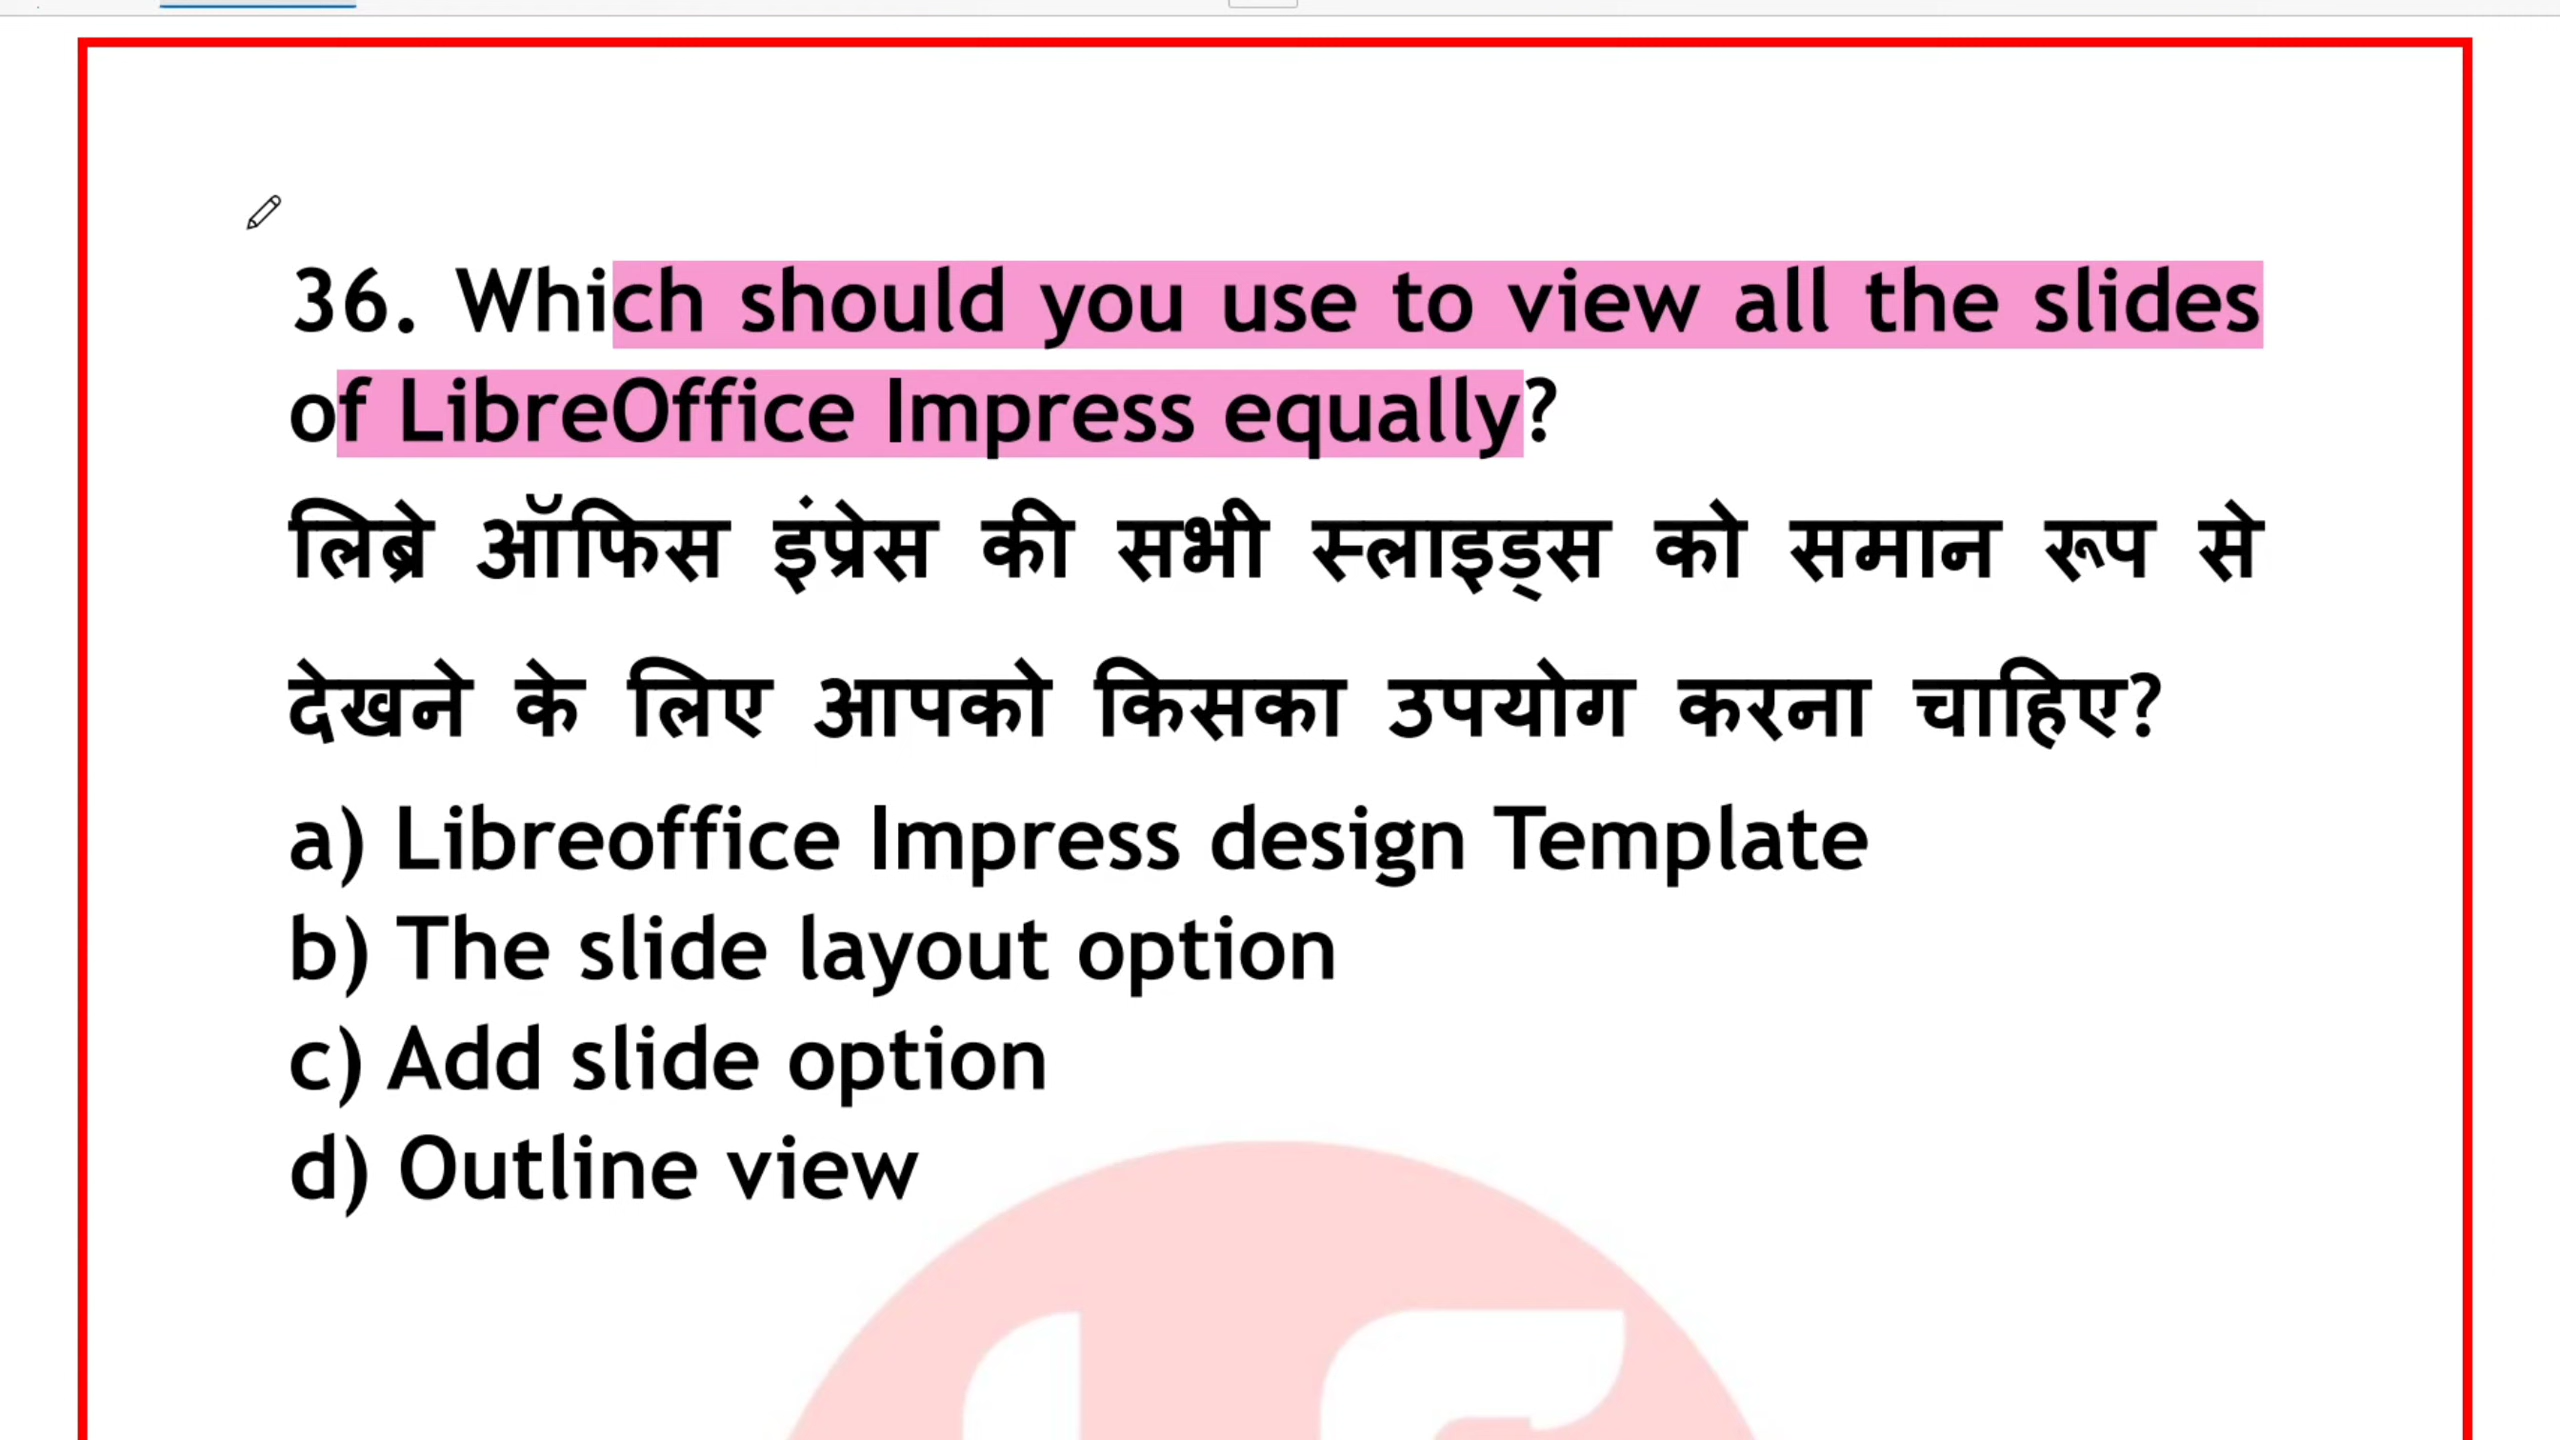 36. Which should you use to view all the slides
of LibreOffice Impress equally?
लिब्रे ऑफिस इंप्रेस की सभी स्लाइड्स को समान रूप से
देखने के लिए आपको किसका उपयोग करना चाहिए?
a) Libreoffice Impress design Template
b) The slide layout option
c) Add slide option
d) Outline view